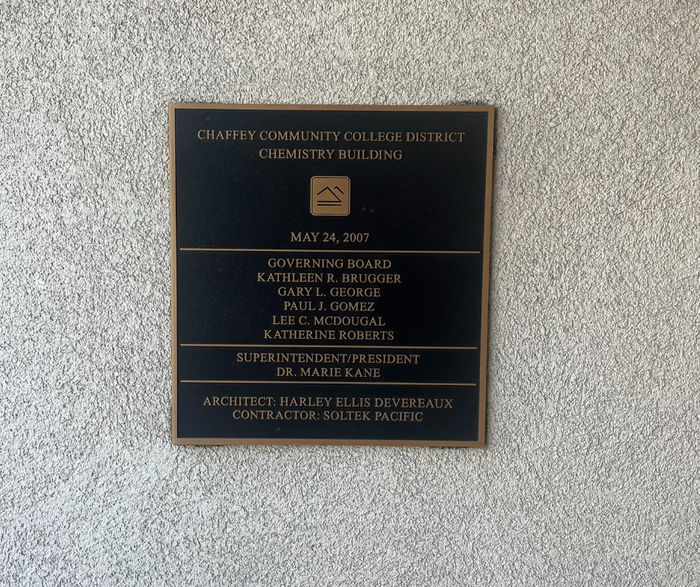 CHAFFEY COMMUNITY COLLEGE DISTRICT
CHEMISTRY BUILDING
MAY 24, 2007
GOVERNING BOARD
KATHLEEN R. BRUGGER
GARY L. GEORGE
PAUL J. GOMEZ
LEE C. MCDOUGAL
KATHERINE ROBERTS
SUPERINTENDENT/PRESIDENT
DR. MARIE KANE
ARCHITECT: HARLEY ELLIS DEVEREAUX
CONTRACTOR: SOLTEK PACIFIC